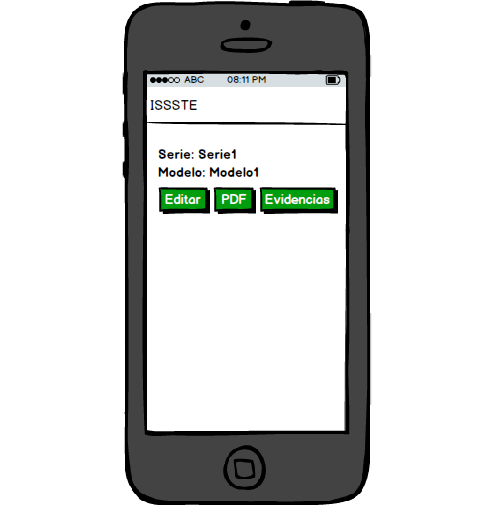 ABC 08:11 PM
ISSSTE
Serie: Serie1
Modelo: Modelo1
Editar PDF Evidencias